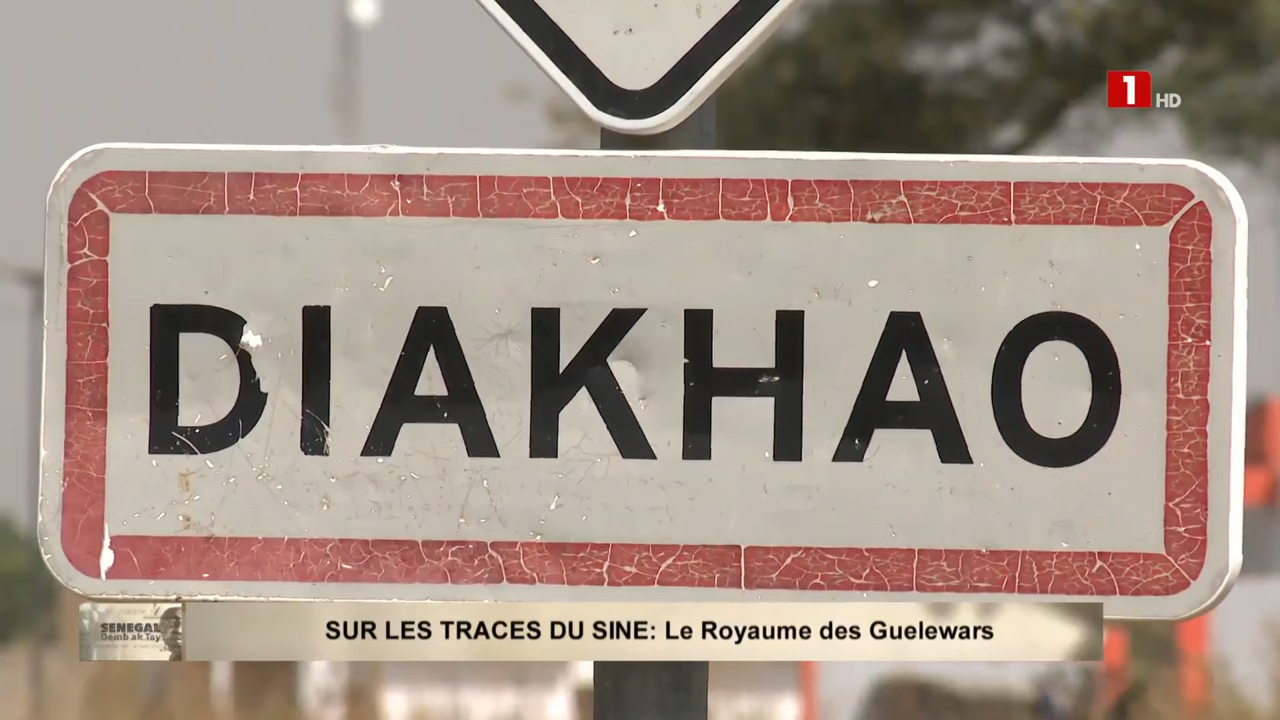 1 HD
DIAKHAO
SENEGAL
Demb ak Tay
SUR LES TRACES DU SINE: Le Royaume des Guelewars